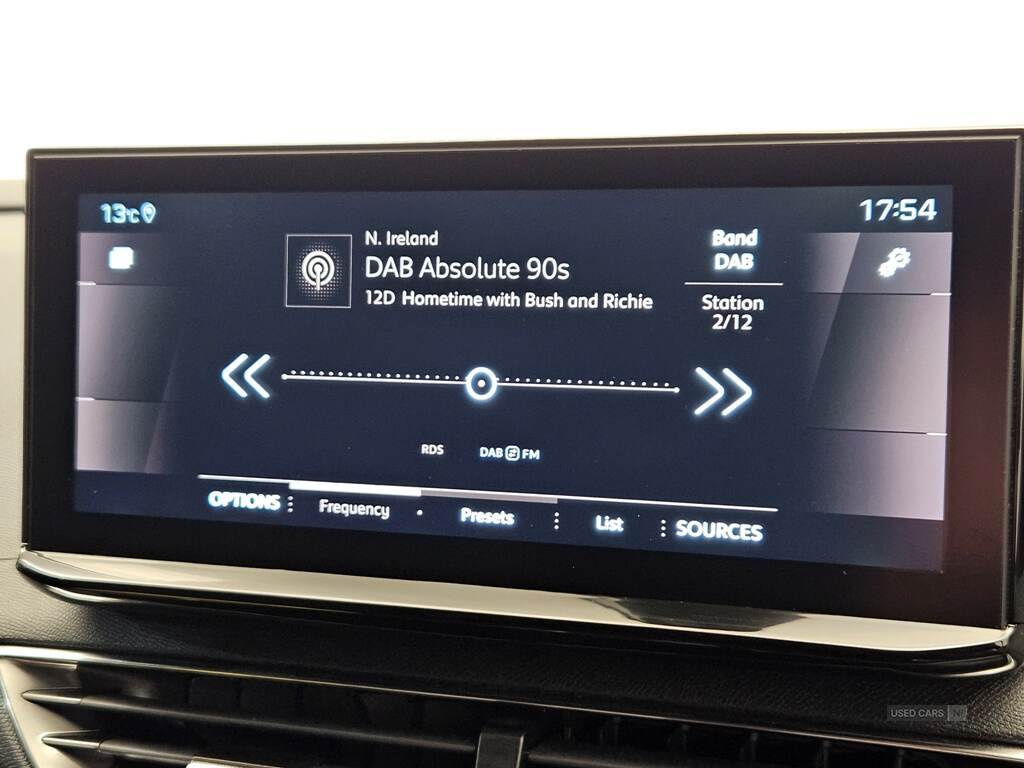 13°C
17:54
N. Ireland
DAB Absolute 90s
12D Hometime with Bush and Richie
Band
DAB
Station
2/12
RDS
DAB FM
OPTIONS
Frequency
Presets
List
SOURCES
USED CARS NI